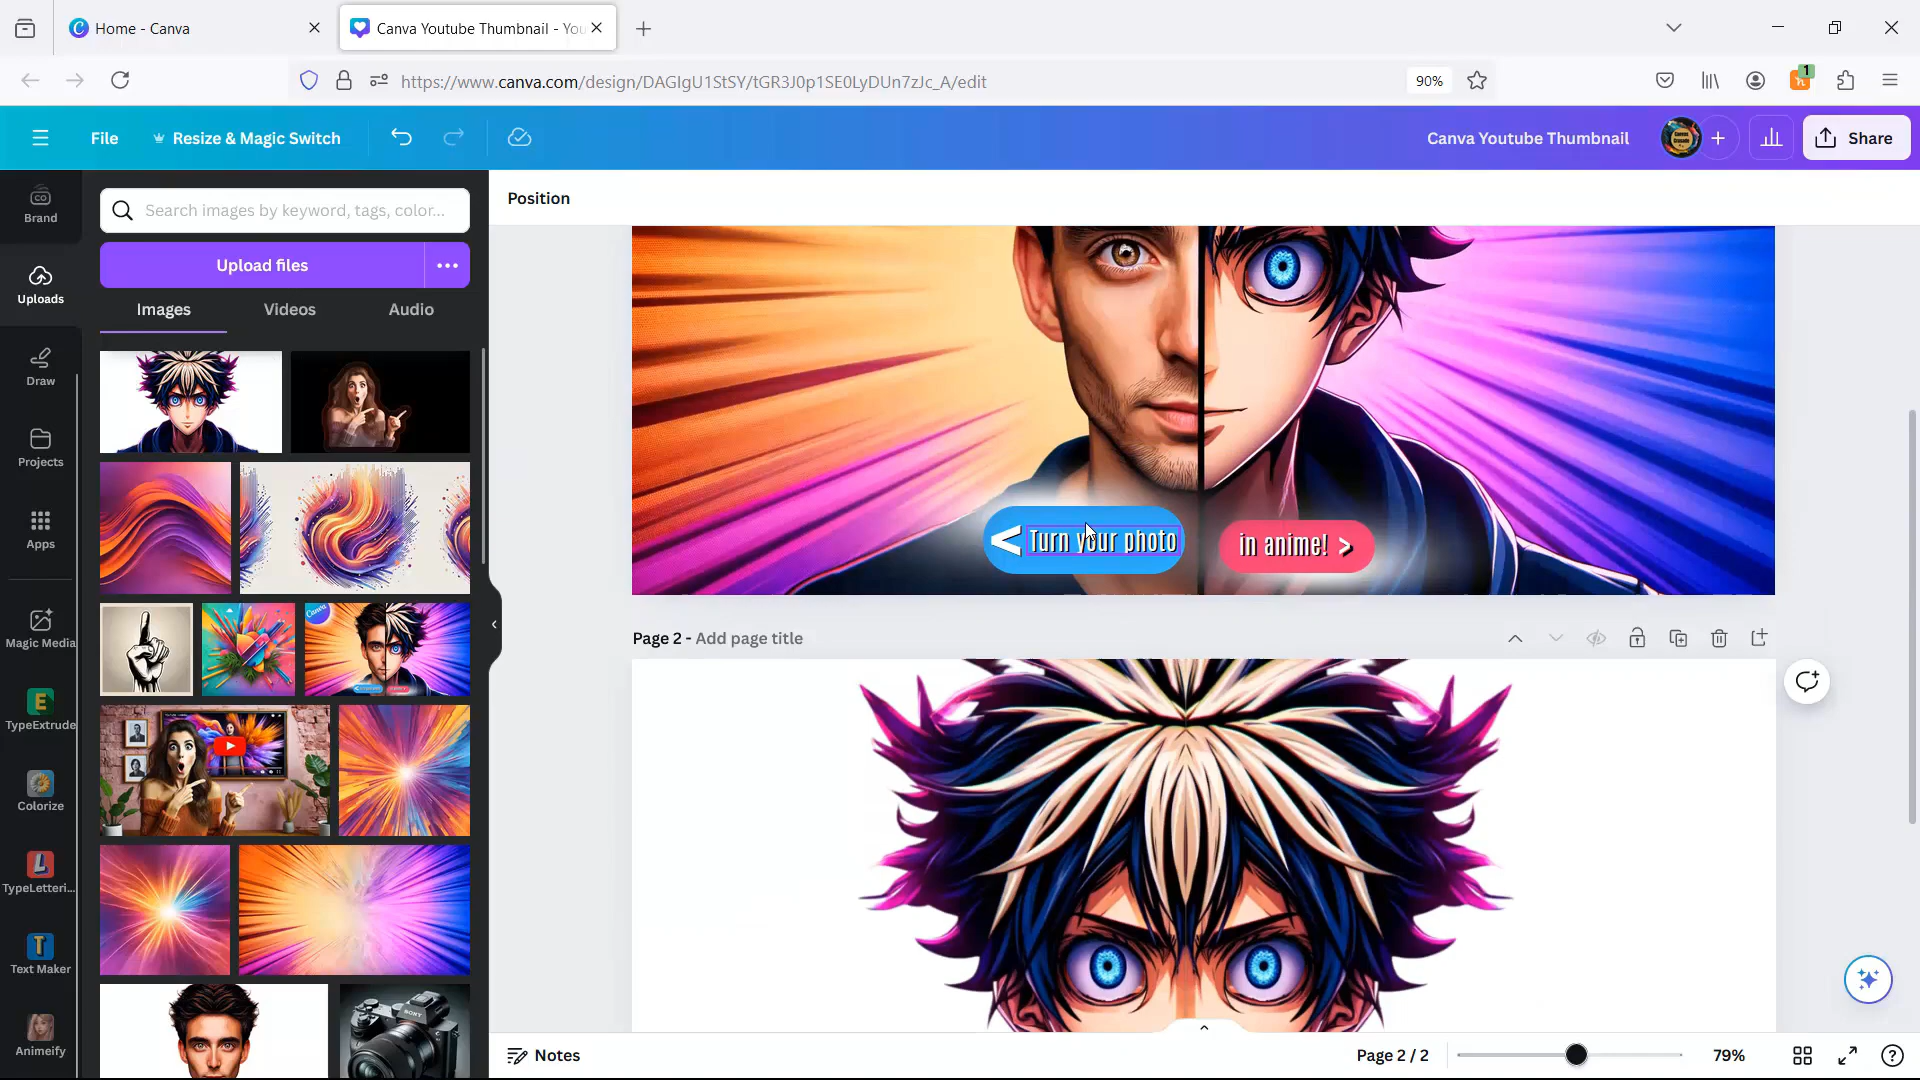 Home - Canva
Canva Youtube Thumbnail - You
https://www.canva.com/design/DAGIgU1StSY/tGR3J0p1SE0LyDUn7zJc_A/edit
90%
1
File
Resize & Magic Switch
Canva Youtube Thumbnail
Share
Brand
Uploads
Draw
Projects
Apps
Magic Media
TypeExtrude
Colorize
TypeLetteri...
Text Maker
Animeify
Search images by keyword, tags, color...
Upload files
Images
Videos
Audio
Canva
SONY
Position
< Turn your photo
in anime! >
Page 2 - Add page title
Notes
Page 2 / 2
79%